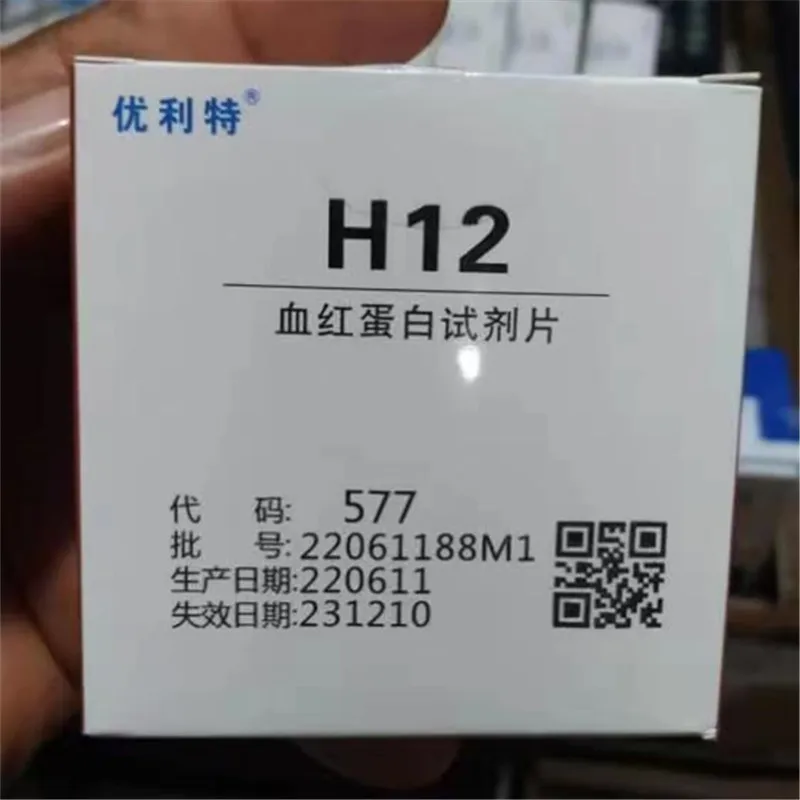 优利特®
H12
血红蛋白试剂片
代 码: 577
批 号: 22061188M1
生产日期:220611
失效日期:231210